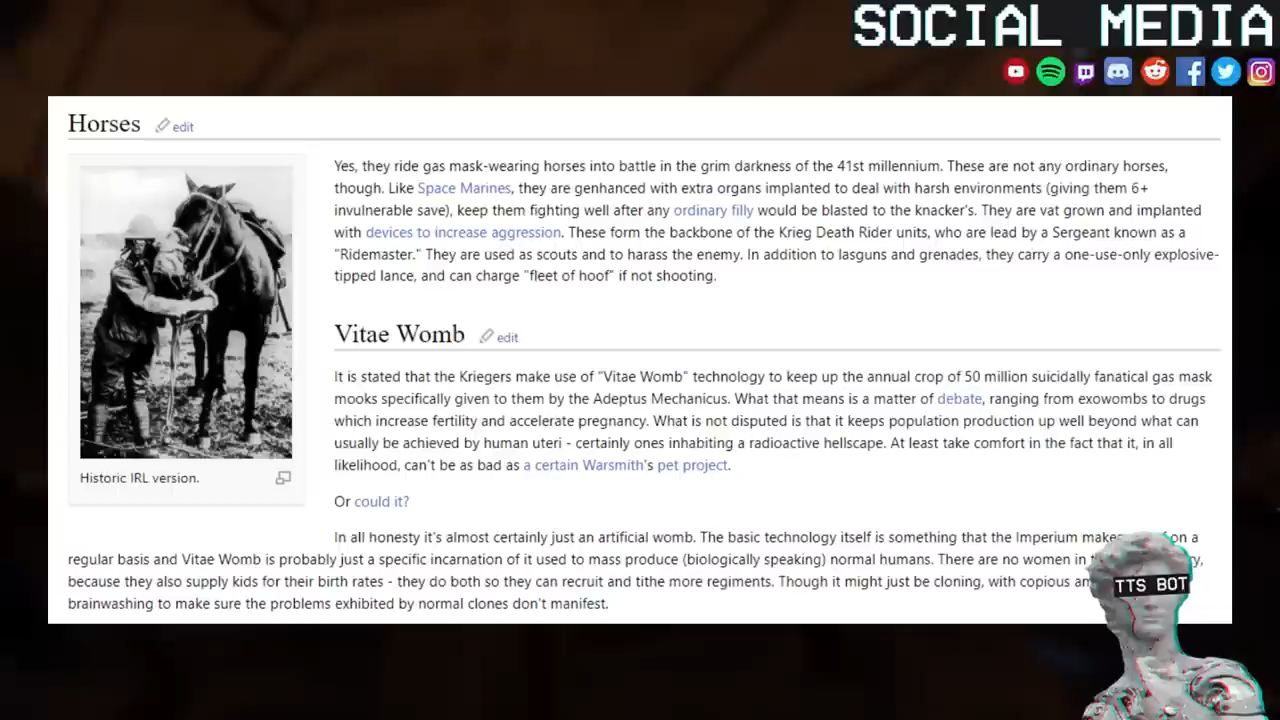 SOCIAL MEDIA
Horses
edit
Yes, they ride gas mask-wearing horses into battle in the grim darkness of the 41st millennium. These are not any ordinary horses,
though. Like Space Marines, they are genhanced with extra organs implanted to deal with harsh environments (giving them 6+
invulnerable save), keep them fighting well after any ordinary filly would be blasted to the knacker's. They are vat grown and implanted
with devices to increase aggression. These form the backbone of the Krieg Death Rider units, who are lead by a Sergeant known as a
"Ridemaster." They are used as scouts and to harass the enemy. In addition to lasguns and grenades, they carry a one-use-only explosive-
tipped lance, and can charge "fleet of hoof" if not shooting.
Historic IRL version.
Vitae Womb
edit
It is stated that the Kriegers make use of "Vitae Womb" technology to keep up the annual crop of 50 million suicidally fanatical gas mask
mooks specifically given to them by the Adeptus Mechanicus. What that means is a matter of debate, ranging from exowombs to drugs
which increase fertility and accelerate pregnancy. What is not disputed is that it keeps population production up well beyond what can
usually be achieved by human uteri - certainly ones inhabiting a radioactive hellscape. At least take comfort in the fact that it, in all
likelihood, can't be as bad as a certain Warsmith's pet project.
Or could it?
In all honesty it's almost certainly just an artificial womb. The basic technology itself is something that the Imperium makes on a
regular basis and Vitae Womb is probably just a specific incarnation of it used to mass produce (biologically speaking) normal humans. There are no women in
because they also supply kids for their birth rates - they do both so they can recruit and tithe more regiments. Though it might just be cloning, with copious
brainwashing to make sure the problems exhibited by normal clones don't manifest.
TTS BOT